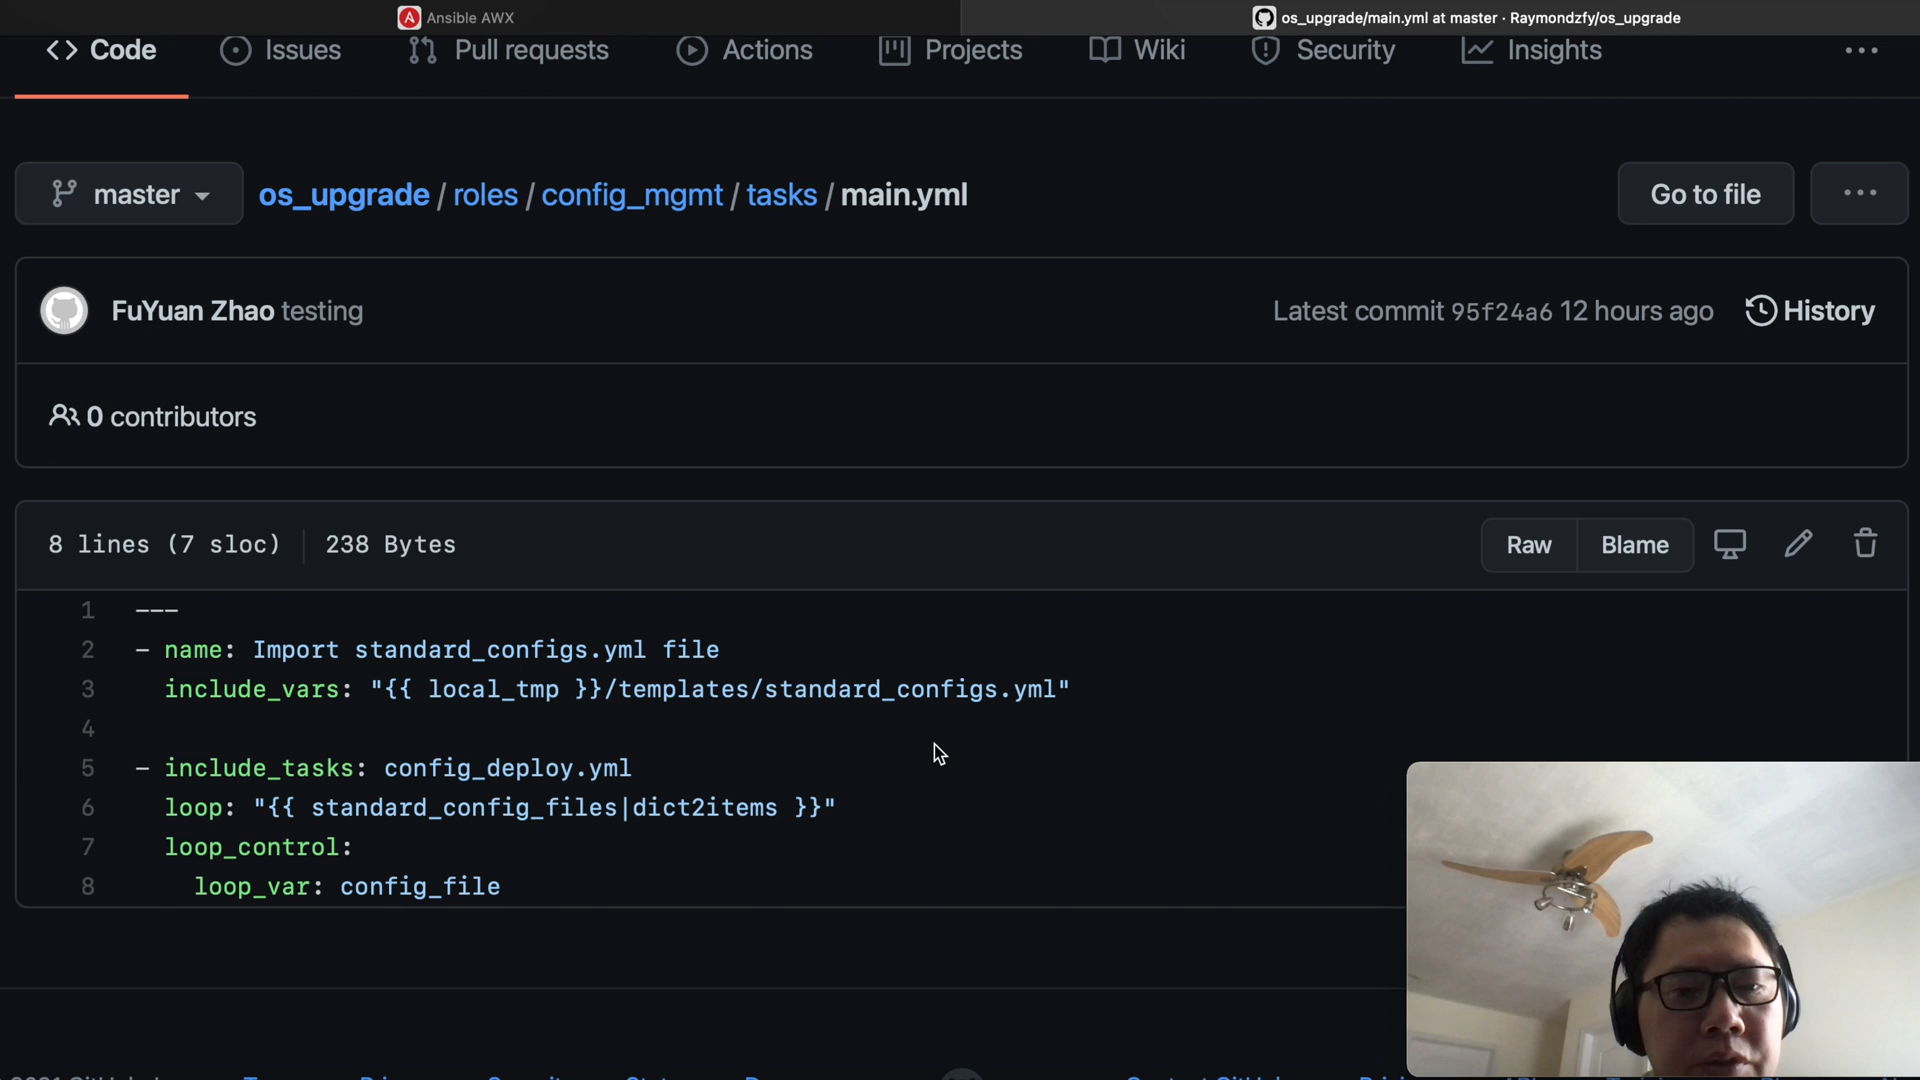 Ansible AWX
os_upgrade/main.yml at master · Raymondzfy/os_upgrade
Code Issues Pull requests Actions Projects Wiki Security Insights ···
master os_upgrade / roles / config_mgmt / tasks / main.yml Go to file ···
FuYuan Zhao testing Latest commit 95f24a6 12 hours ago History
0 contributors
8 lines (7 sloc) 238 Bytes Raw Blame
1 ---
2 - name: Import standard_configs.yml file
3 include_vars: "{{ local_tmp }}/templates/standard_configs.yml"
4
5 - include_tasks: config_deploy.yml
6 loop: "{{ standard_config_files|dict2items }}"
7 loop_control:
8 loop_var: config_file